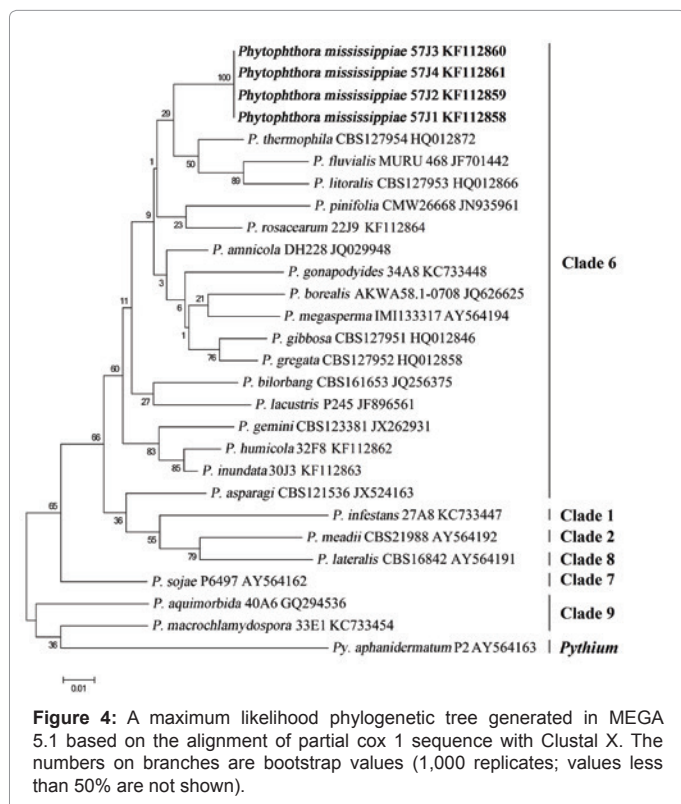 Phytophthora mississippiae 57J3 KF112860
Phytophthora mississippiae 57J4 KF112861
100
Phytophthora mississippiae 57J2 KF112859
29
Phytophthora mississippiae 57J1 KF112858
P. thermophila CBS127954 HQ012872
1
P. fluvialis MURU 468 JF701442
50
89
P. litoralis CBS127953 HQ012866
P. pinifolia CMW26668 JN935961
9
23
P. rosacearum 22J9 KF112864
P. amnicola DH228 JQ029948
Clade 6
3
P. gonapodyides 34A8 KC733448
6
21
P. borealis AKWA58.1-0708 JQ626625
11
P. megasperma IMI133317 AY564194
1
P. gibbosa CBS127951 HQ012846
76
P. gregata CBS127952 HQ012858
60
P. bilorbang CBS161653 JQ256375
27
P. lacustris P245 JF896561
P. gemini CBS123381 JX262931
66
83
P. humicola 32F8 KF112862
85
P. inundata 30J3 KF112863
P. asparagi CBS121536 JX524163
65
36
P. infestans 27A8 KC733447
Clade 1
55
P. meadii CBS21988 AY564192
Clade 2
79
P. lateralis CBS16842 AY564191
Clade 8
P. sojae P6497 AY564162
Clade 7
P. aquimorbida 40A6 GQ294536
Clade 9
P. macrochlamydospora 33E1 KC733454
36
Py. aphanidermatum P2 AY564163
Pythium
0.01
Figure 4: A maximum likelihood phylogenetic tree generated in MEGA
5.1 based on the alignment of partial cox 1 sequence with Clustal X. The
numbers on branches are bootstrap values (1,000 replicates; values less
than 50% are not shown).